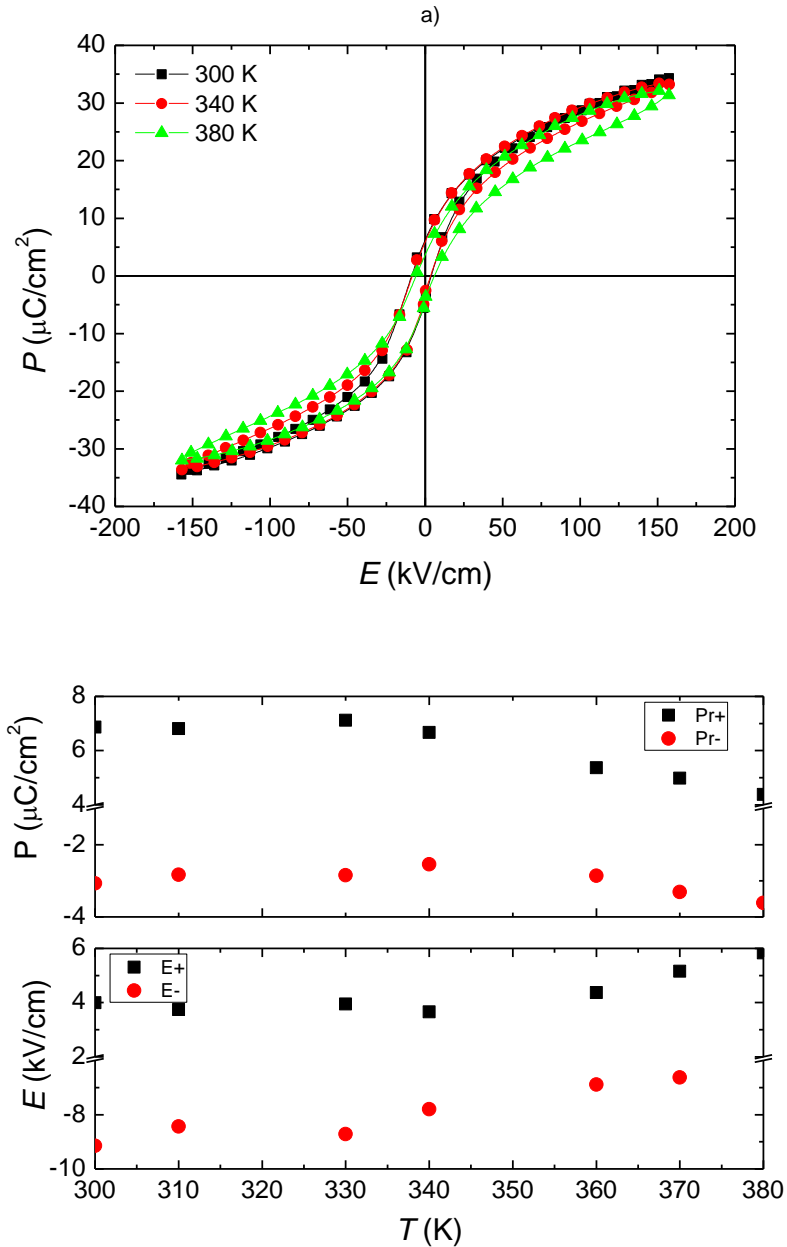 a)
40
30
20
10
0
-10
-20
-30
-40
P (μC/cm²)
300 K
340 K
380 K
-200 -150 -100 -50 0 50 100 150 200
E (kV/cm)
8
6
4
-2
-4
P (μC/cm²)
Pr+
Pr-
6
4
2
-8
-10
E (kV/cm)
E+
E-
300 310 320 330 340 350 360 370 380
T (K)